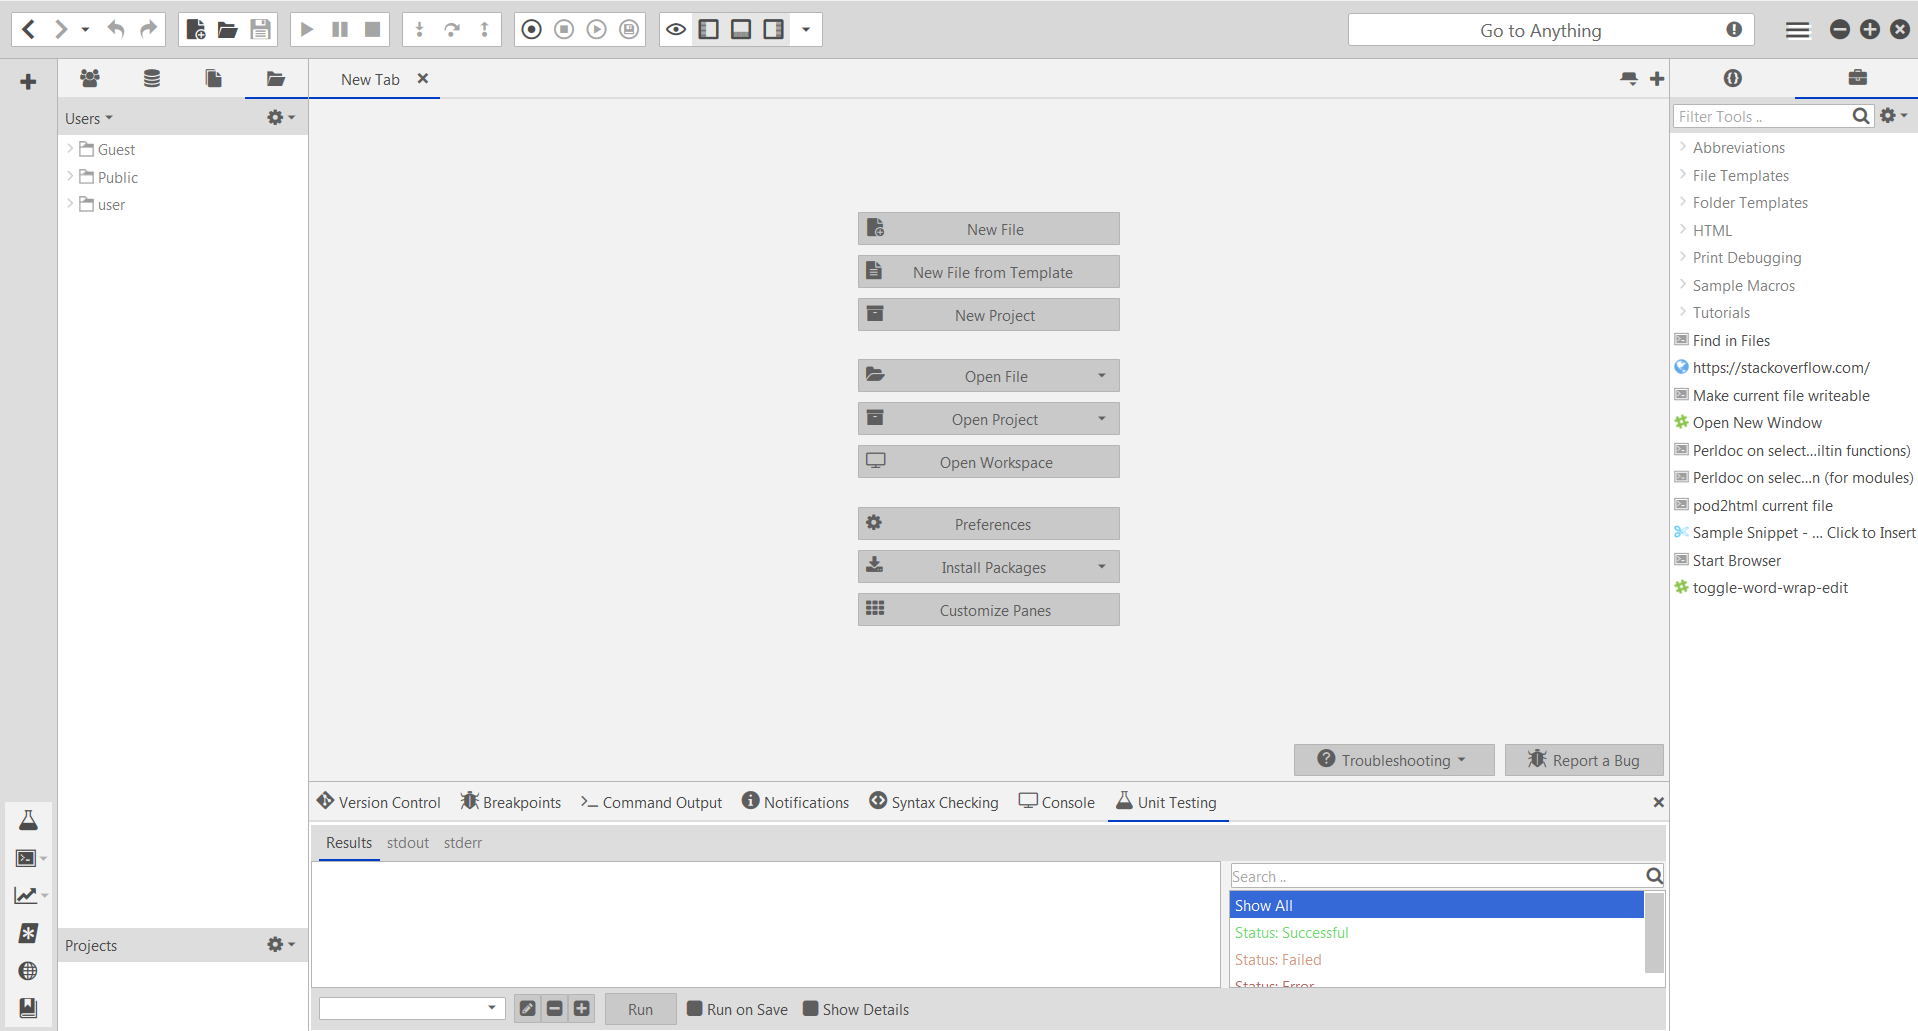 Go to Anything
New Tab
Users
Guest
Public
user
Projects
New File
New File from Template
New Project
Open File
Open Project
Open Workspace
Preferences
Install Packages
Customize Panes
Troubleshooting
Report a Bug
Filter Tools ..
Abbreviations
File Templates
Folder Templates
HTML
Print Debugging
Sample Macros
Tutorials
Find in Files
https://stackoverflow.com/
Make current file writeable
Open New Window
Perldoc on select...iltin functions)
Perldoc on selec...n (for modules)
pod2html current file
Sample Snippet - ... Click to Insert
Start Browser
toggle-word-wrap-edit
Version Control Breakpoints Command Output Notifications Syntax Checking Console Unit Testing
Results stdout stderr
Search ..
Show All
Status: Successful
Status: Failed
Status: Error
Run Run on Save Show Details